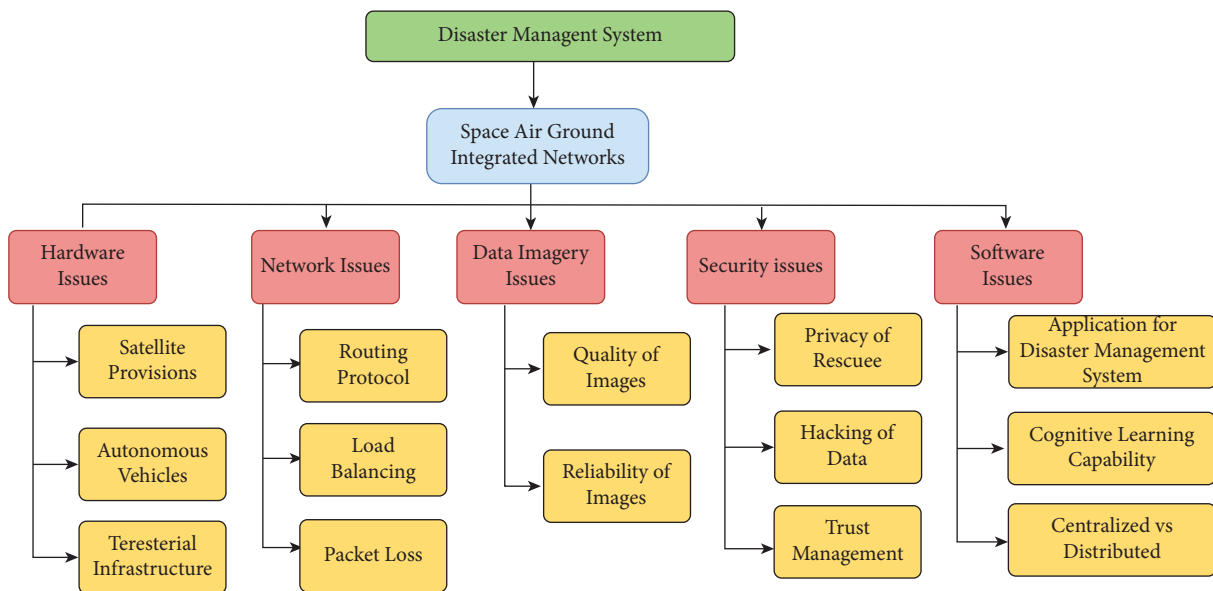 Disaster Managent System
Space Air Ground
Integrated Networks
Hardware
Issues
Network Issues
Data Imagery
Issues
Security issues
Software
Issues
Satellite
Provisions
Autonomous
Vehicles
Teresterial
Infrastructure
Routing
Protocol
Load
Balancing
Packet Loss
Quality of
Images
Reliability of
Images
Privacy of
Rescuee
Hacking of
Data
Trust
Management
Application for
Disaster Management
System
Cognitive Learning
Capability
Centralized vs
Distributed